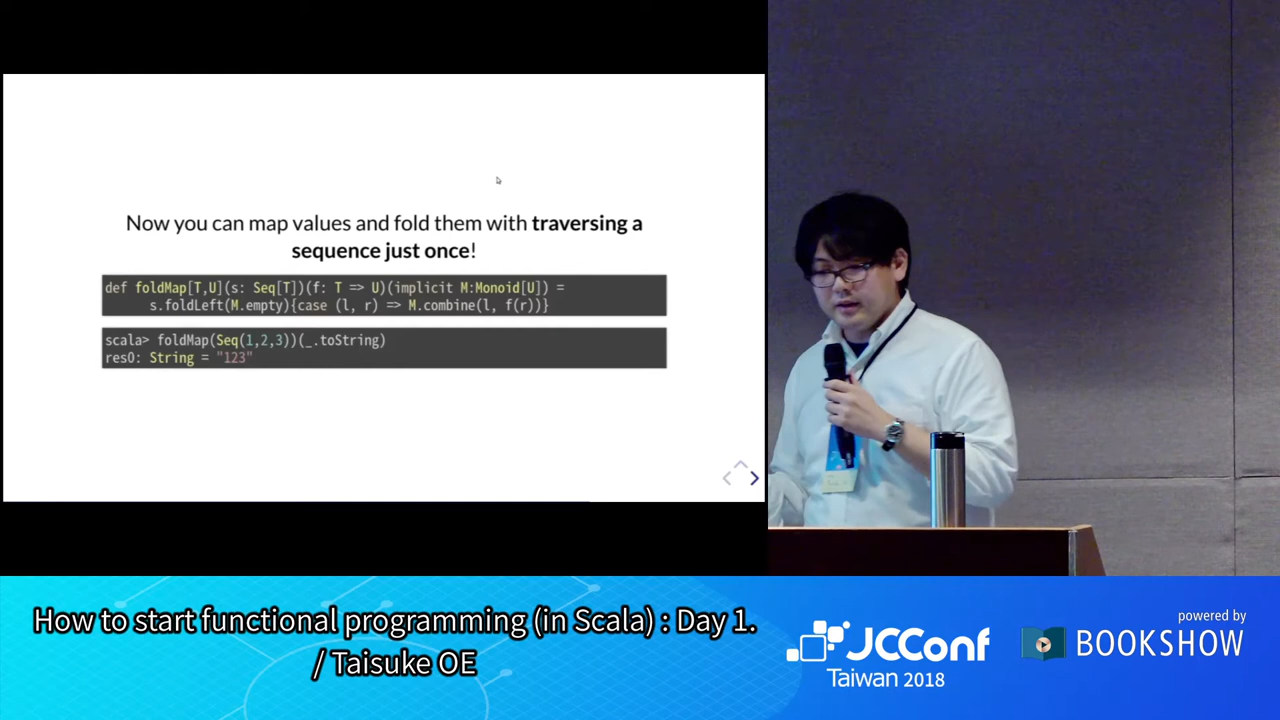 Now you can map values and fold them with traversing a
sequence just once!
def foldMap[T,U](s: Seq[T])(f: T => U)(implicit M:Monoid[U]) =
s.foldLeft(M.empty){case (l, r) => M.combine(l, f(r))}
scala> foldMap(Seq(1,2,3))(_.toString)
res0: String = "123"
How to start functional programming (in Scala) : Day 1.
/ Taisuke OE
JCConf
Taiwan 2018
powered by
BOOKSHOW